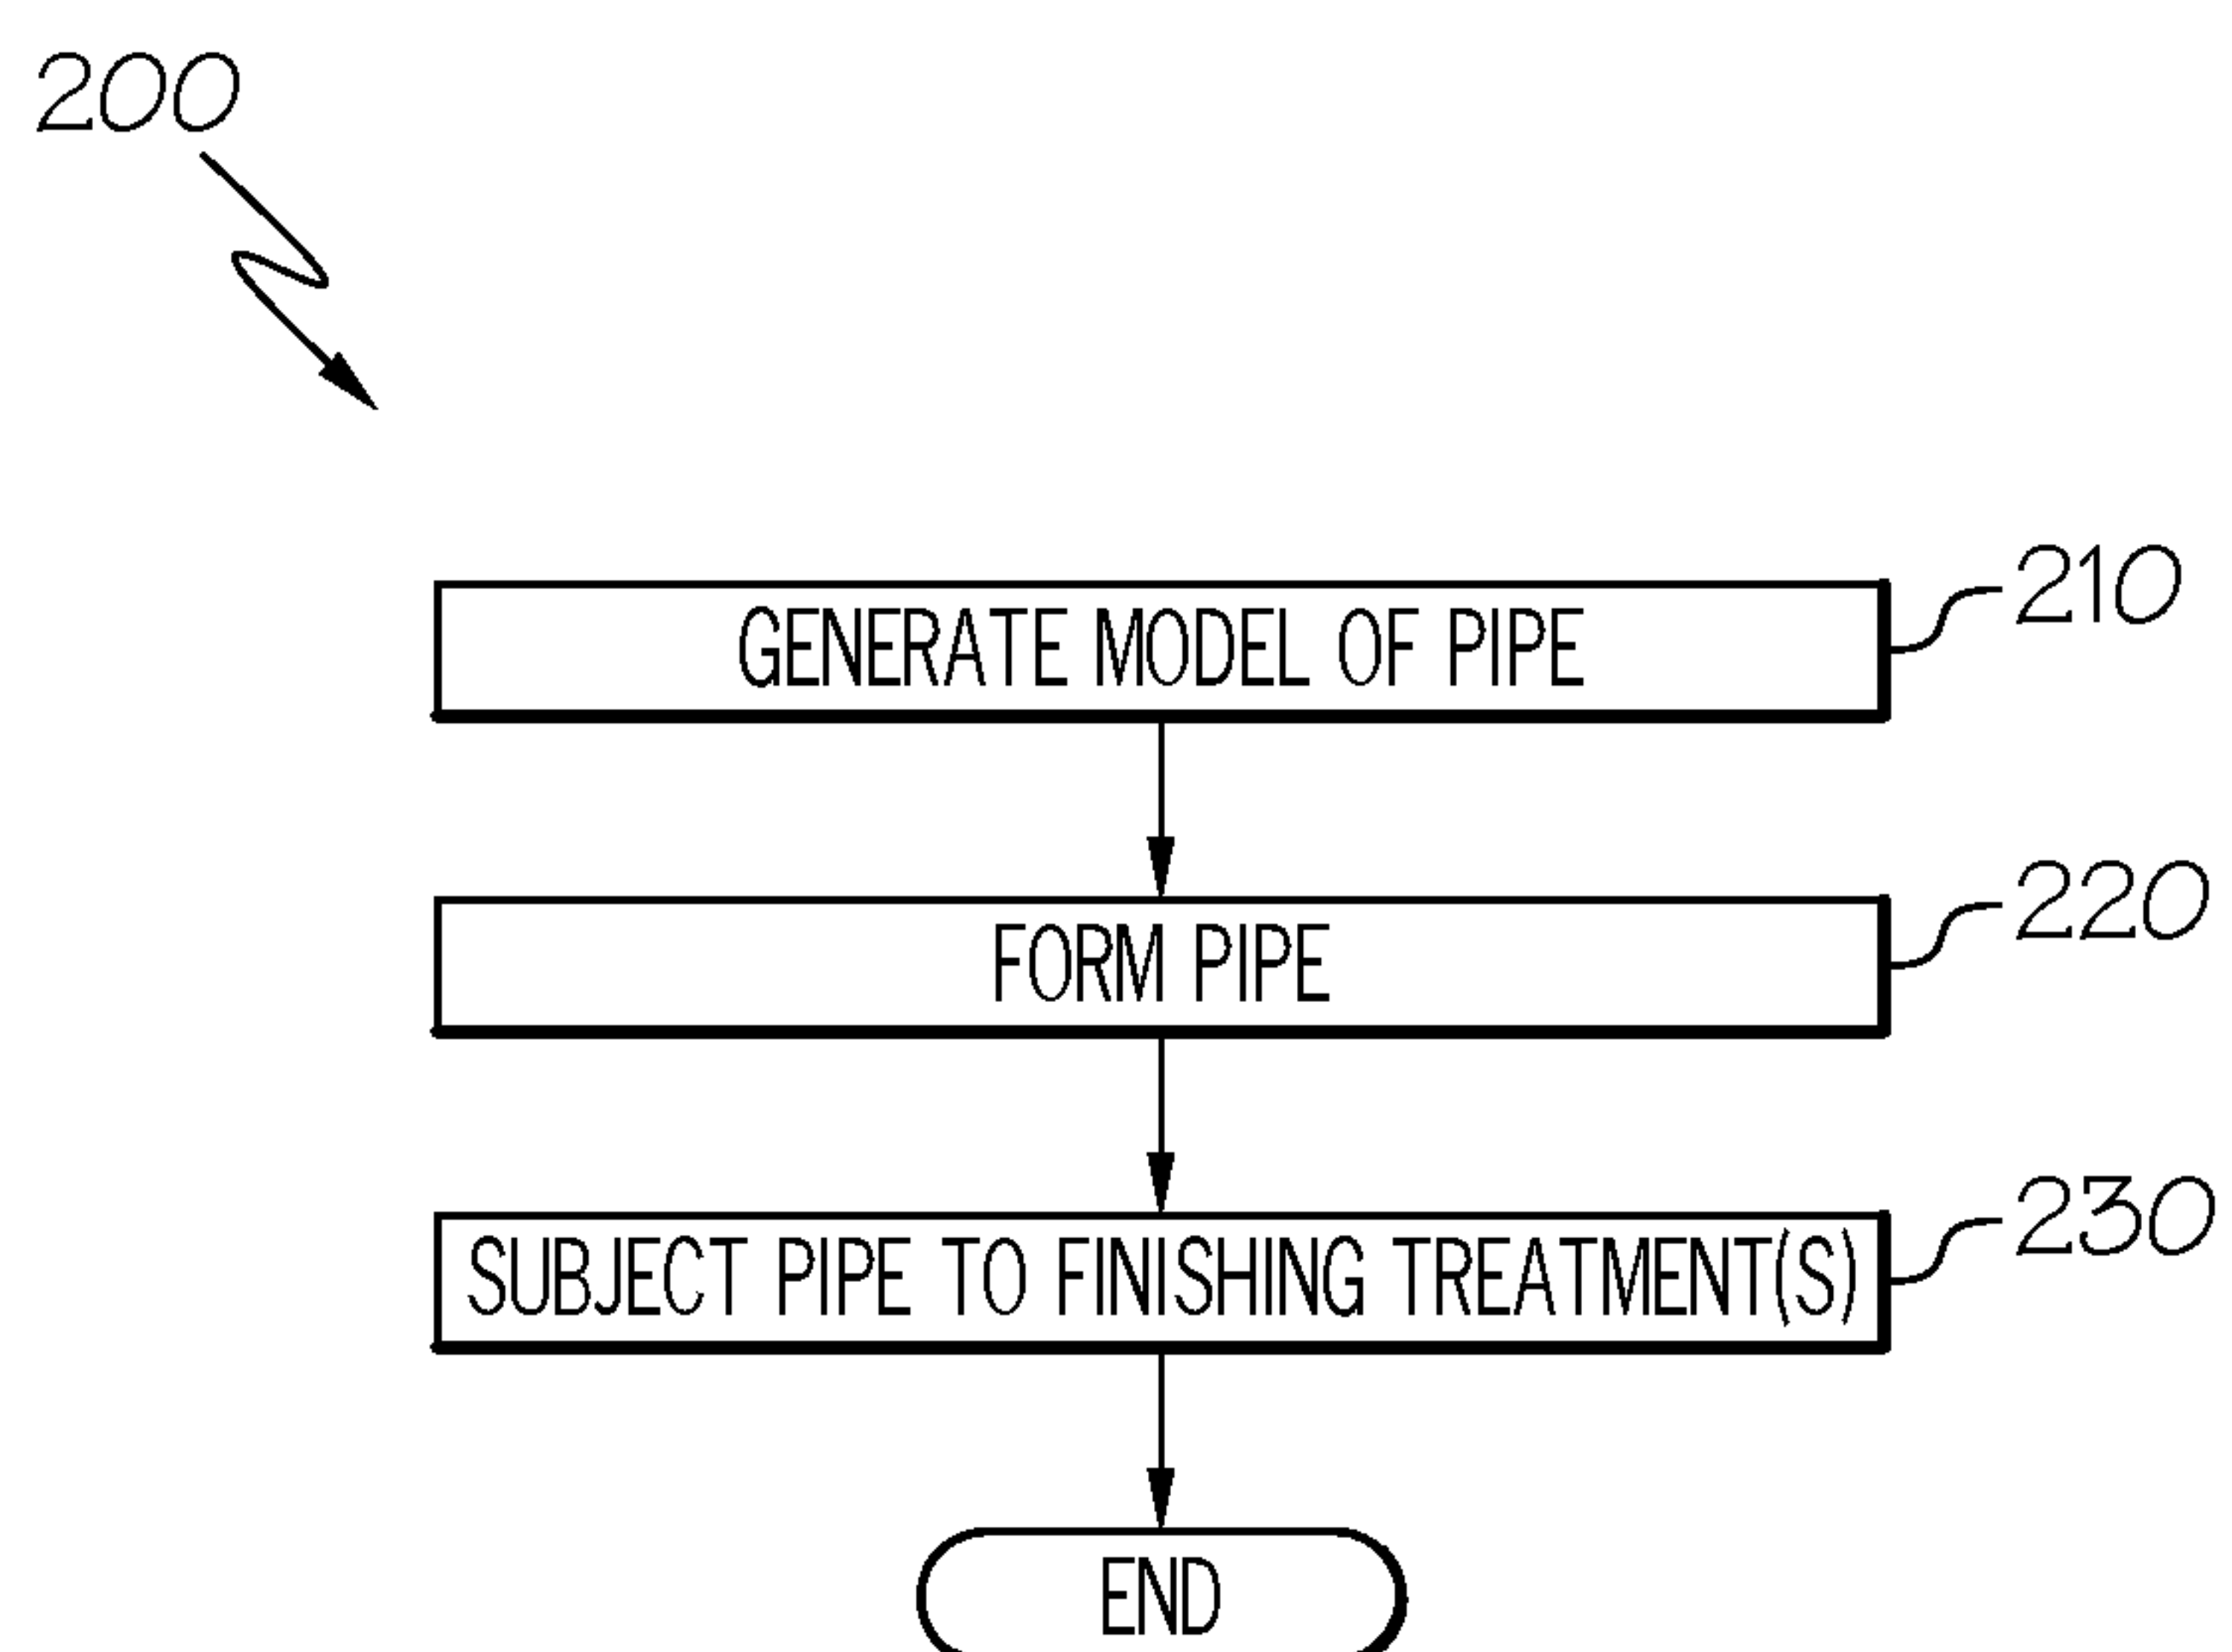 200
GENERATE MODEL OF PIPE
210
FORM PIPE
220
SUBJECT PIPE TO FINISHING TREATMENT(S)
230
END